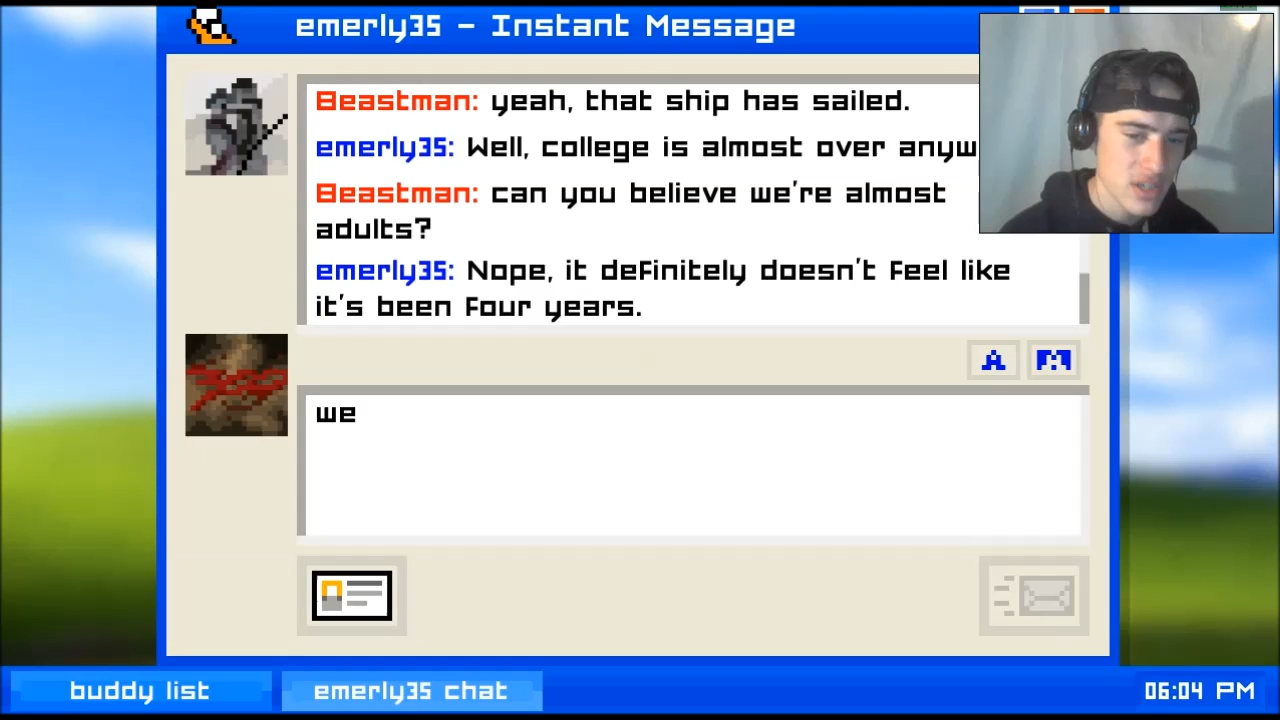 emerly35 - Instant Message
Beastman: yeah, that ship has sailed.
emerly35: Well, college is almost over
Beastman: can you believe we're almost
adults?
emerly35: Nope, it definitely doesn't feel like
it's been four years.
A M
we
buddy list
emerly35 chat
06:04 PM